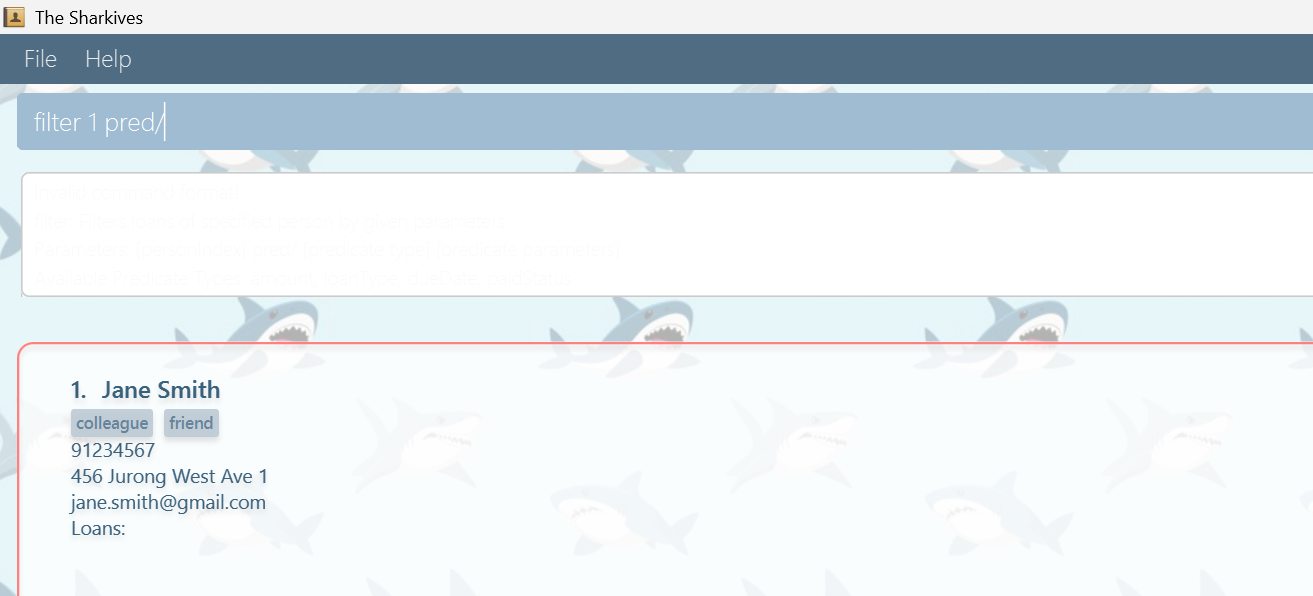 The Sharkives
File Help
filter 1 pred/
Invalid command format!
filter: Filters loans of specified person by given parameters
Parameters: [personIndex] pred/ [predicate type] [predicate parameters]
Available Predicate Types: amount, loanType, dueDate, paidStatus
1. Jane Smith
colleague friend
91234567
456 Jurong West Ave 1
jane.smith@gmail.com
Loans: